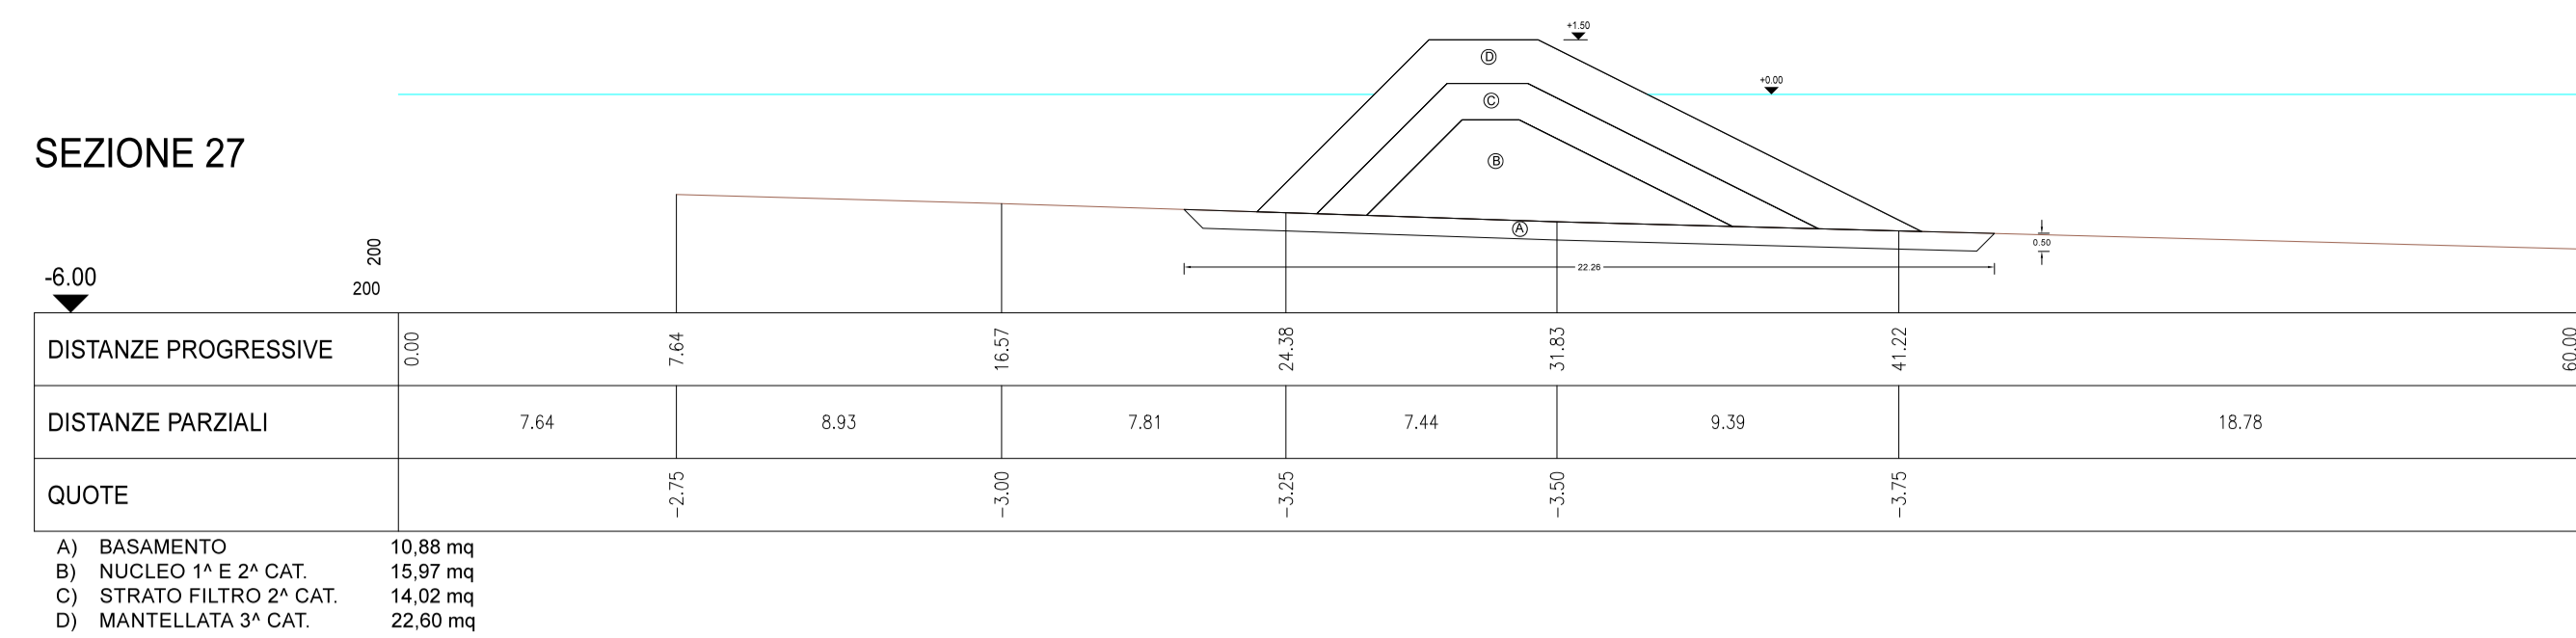 +1.50
D
+0.00
C
SEZIONE 27
B
A
200
0.50
-6.00
22.26
200
DISTANZE PROGRESSIVE 0.00 7.64 16.57 24.38 31.83 41.22 60.00
DISTANZE PARZIALI 7.64 8.93 7.81 7.44 9.39 18.78
QUOTE -2.75 -3.00 -3.25 -3.50 -3.75
A) BASAMENTO 10,88 mq
B) NUCLEO 1^ E 2^ CAT. 15,97 mq
C) STRATO FILTRO 2^ CAT. 14,02 mq
D) MANTELLATA 3^ CAT. 22,60 mq